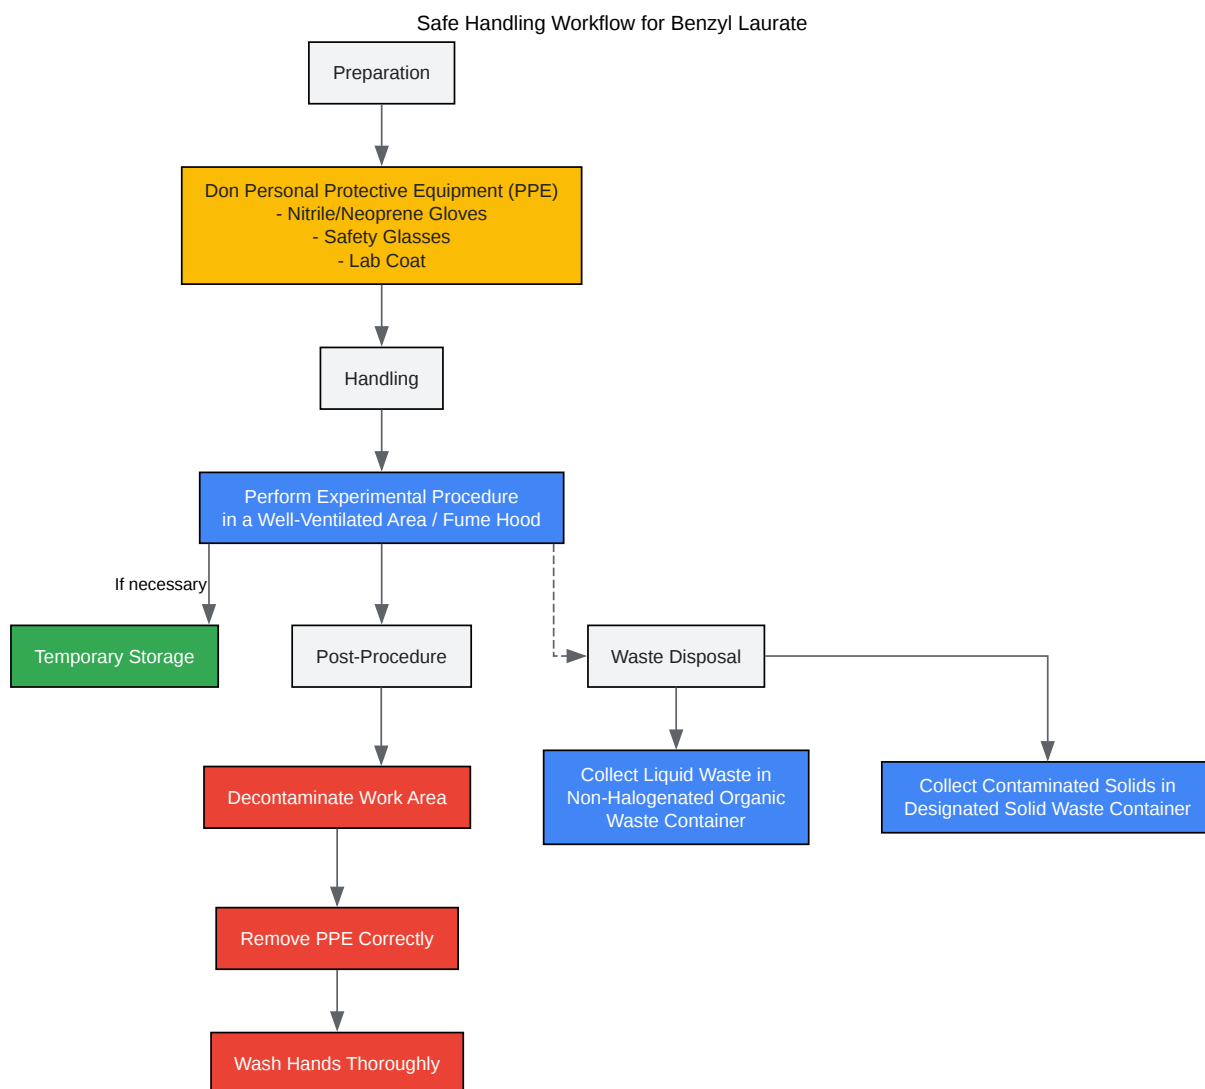 Safe Handling Workflow for Benzyl Laurate
Preparation
Don Personal Protective Equipment (PPE)
- Nitrile/Neoprene Gloves
- Safety Glasses
- Lab Coat
Handling
Perform Experimental Procedure
in a Well-Ventilated Area / Fume Hood
If necessary
Temporary Storage
Post-Procedure
Waste Disposal
Decontaminate Work Area
Collect Liquid Waste in
Non-Halogenated Organic
Waste Container
Collect Contaminated Solids in
Designated Solid Waste Container
Remove PPE Correctly
Wash Hands Thoroughly